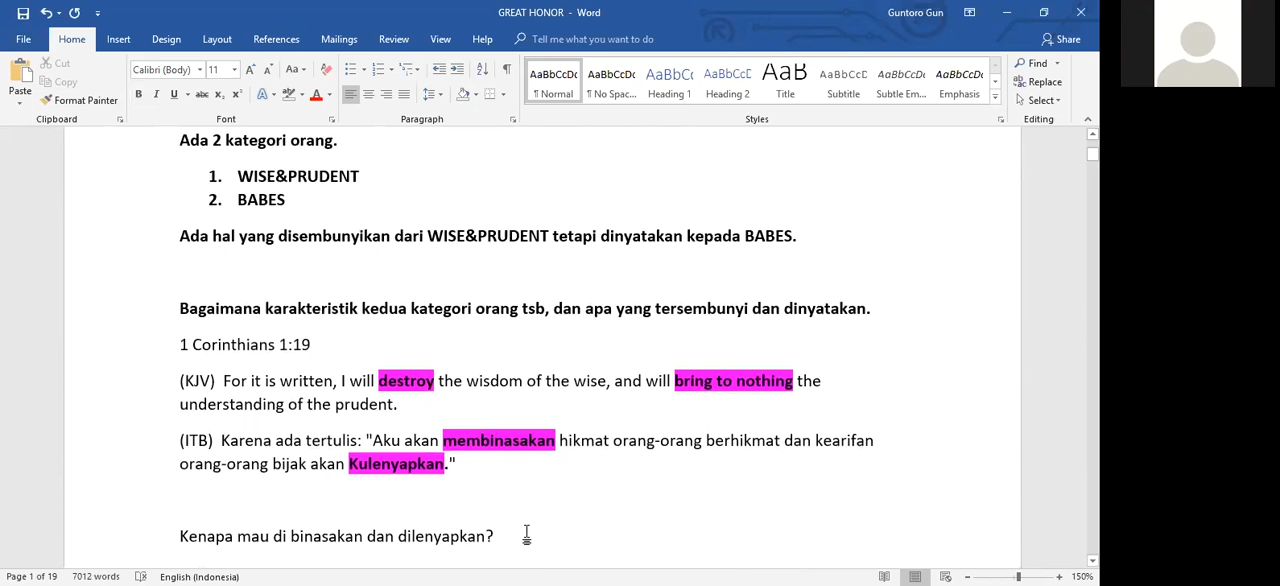 GREAT HONOR - Word
Guntoro Gun
File Home Insert Design Layout References Mailings Review View Help Tell me what you want to do Share
Cut
Copy
Paste
Format Painter
Calibri (Body) 11
Aa
B I U abc x₂ x² A A
AaBbCcDc AaBbCcDc AaBbCc AaBbCcD AaB AaBbCcD AaBbCcDc AaBbCcDc
¶ Normal ¶ No Spac... Heading 1 Heading 2 Title Subtitle Subtle Em... Emphasis
Find
Replace
Select
Clipboard Font Paragraph Styles Editing
Ada 2 kategori orang.
1. WISE&PRUDENT
2. BABES
Ada hal yang disembunyikan dari WISE&PRUDENT tetapi dinyatakan kepada BABES.
Bagaimana karakteristik kedua kategori orang tsb, dan apa yang tersembunyi dan dinyatakan.
1 Corinthians 1:19
(KJV) For it is written, I will destroy the wisdom of the wise, and will bring to nothing the
understanding of the prudent.
(ITB) Karena ada tertulis: "Aku akan membinasakan hikmat orang-orang berhikmat dan kearifan
orang-orang bijak akan Kulenyapkan."
Kenapa mau di binasakan dan dilenyapkan?
Page 1 of 19 7012 words English (Indonesia) 150%